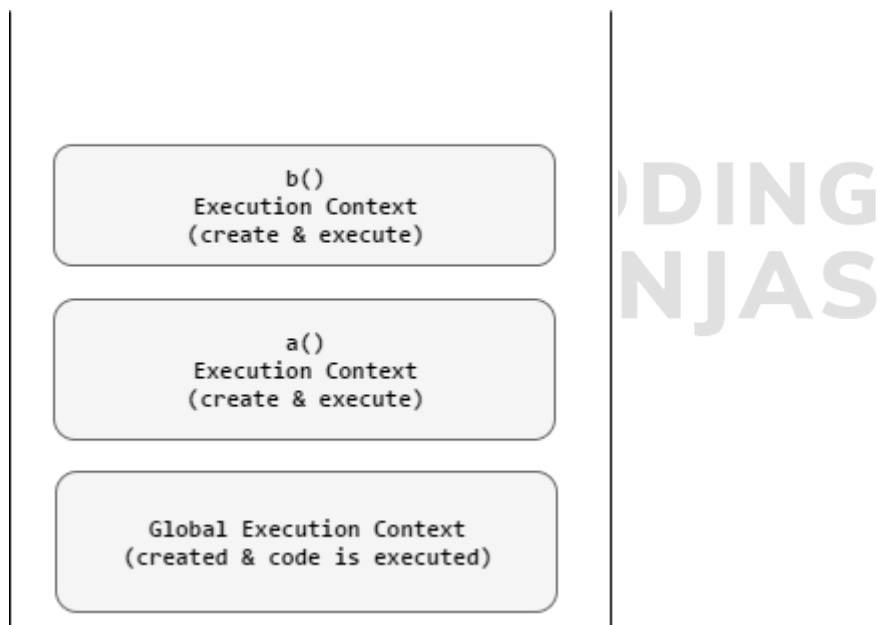 b()
Execution Context
(create & execute)
DING
NJAS
a()
Execution Context
(create & execute)
Global Execution Context
(created & code is executed)